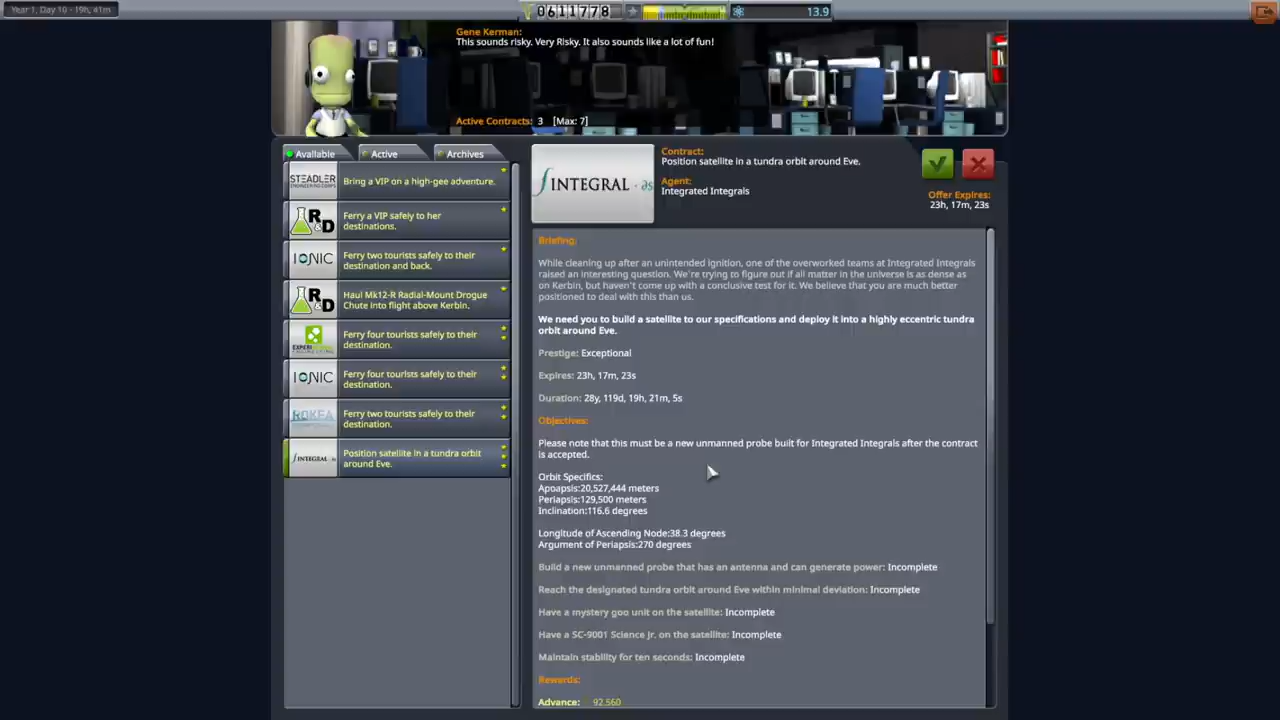 Year 1, Day 10 - 19h, 41m
0611778
13.9
Gene Kerman:
This sounds risky. Very Risky. It also sounds like a lot of fun!
Active Contracts: 3 [Max: 7]
Available
Active
Archives
STEADLER
ENGINEERING CORPS
Bring a VIP on a high-gee adventure.
R&D
Ferry a VIP safely to her
destinations.
IONIC
Ferry two tourists safely to their
destination and back.
R&D
Haul Mk12-R Radial-Mount Drogue
Chute into flight above Kerbin.
Ferry four tourists safely to their
destination.
IONIC
Ferry four tourists safely to their
destination.
ROKEA
Ferry two tourists safely to their
destination.
INTEGRAL
Position satellite in a tundra orbit
around Eve.
INTEGRAL · ∂s
Contract:
Position satellite in a tundra orbit around Eve.
Agent:
Integrated Integrals
Offer Expires:
23h, 17m, 23s
Briefing:
While cleaning up after an unintended ignition, one of the overworked teams at Integrated Integrals
raised an interesting question. We're trying to figure out if all matter in the universe is as dense as
on Kerbin, but haven't come up with a conclusive test for it. We believe that you are much better
positioned to deal with this than us.
We need you to build a satellite to our specifications and deploy it into a highly eccentric tundra
orbit around Eve.
Prestige: Exceptional
Expires: 23h, 17m, 23s
Duration: 28y, 119d, 19h, 21m, 5s
Objectives:
Please note that this must be a new unmanned probe built for Integrated Integrals after the contract
is accepted.
Orbit Specifics:
Apoapsis:20,527,444 meters
Periapsis:129,500 meters
Inclination:116.6 degrees
Longitude of Ascending Node:38.3 degrees
Argument of Periapsis:270 degrees
Build a new unmanned probe that has an antenna and can generate power: Incomplete
Reach the designated tundra orbit around Eve within minimal deviation: Incomplete
Have a mystery goo unit on the satellite: Incomplete
Have a SC-9001 Science Jr. on the satellite: Incomplete
Maintain stability for ten seconds: Incomplete
Rewards:
Advance: 92,560